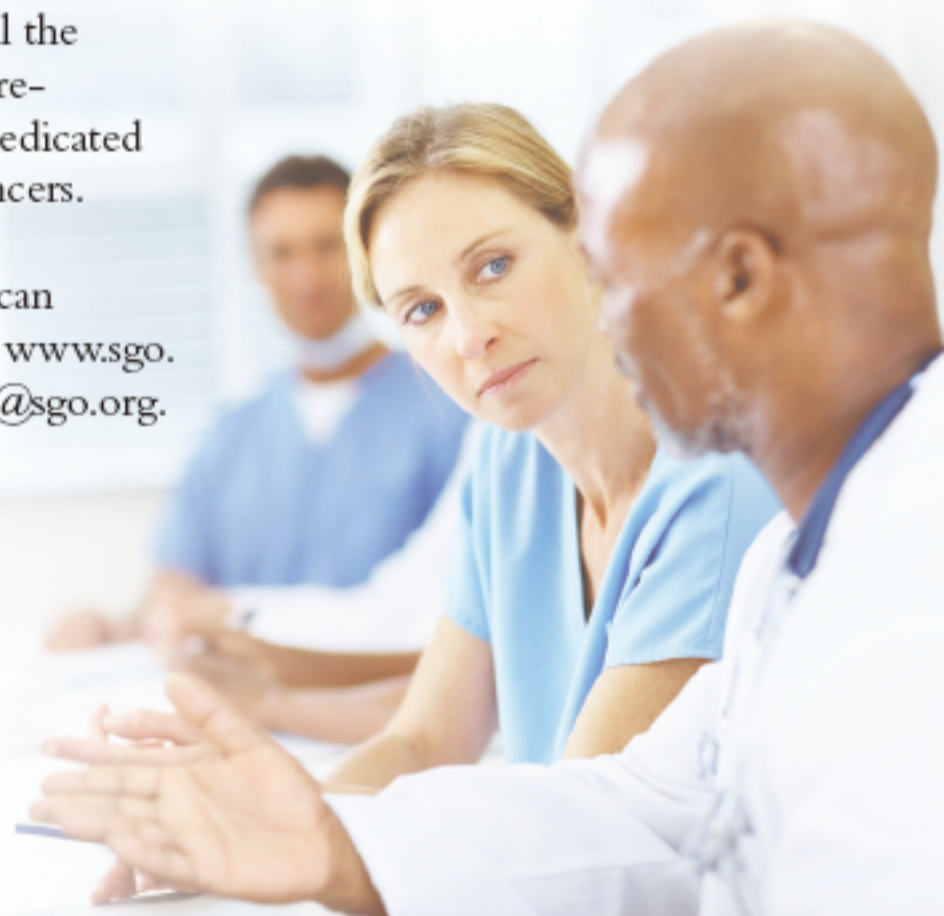 l the
re-
edicated
ncers.
can
www.sgo.
@sgo.org.